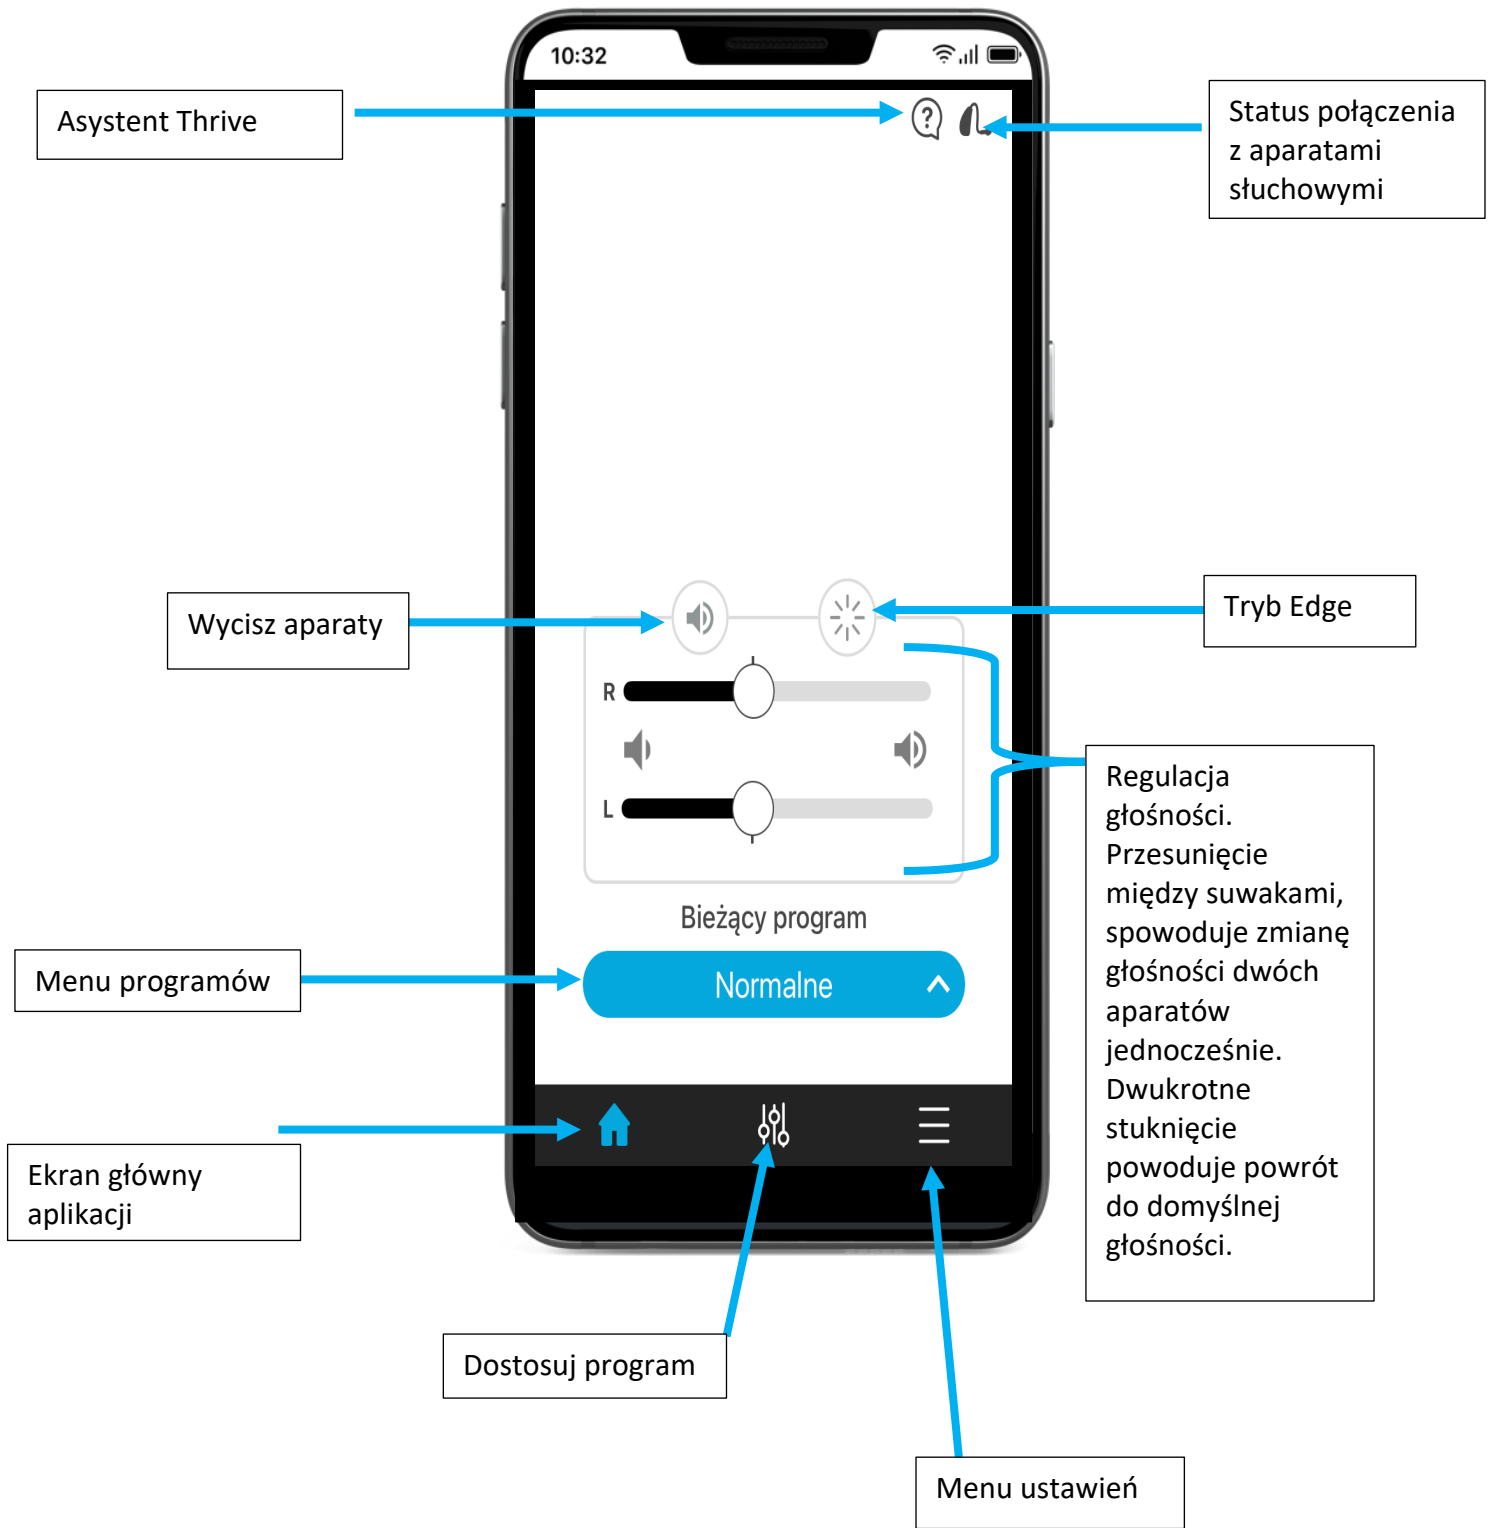 10:32
Asystent Thrive
?
Status połączenia
z aparatami
słuchowymi
Wycisz aparaty
Tryb Edge
R
L
Regulacja
głośności.
Przesunięcie
między suwakami,
spowoduje zmianę
głośności dwóch
aparatów
jednocześnie.
Dwukrotne
stuknięcie
powoduje powrót
do domyślnej
głośności.
Bieżący program
Menu programów
Normalne
Ekran główny
aplikacji
Dostosuj program
Menu ustawień